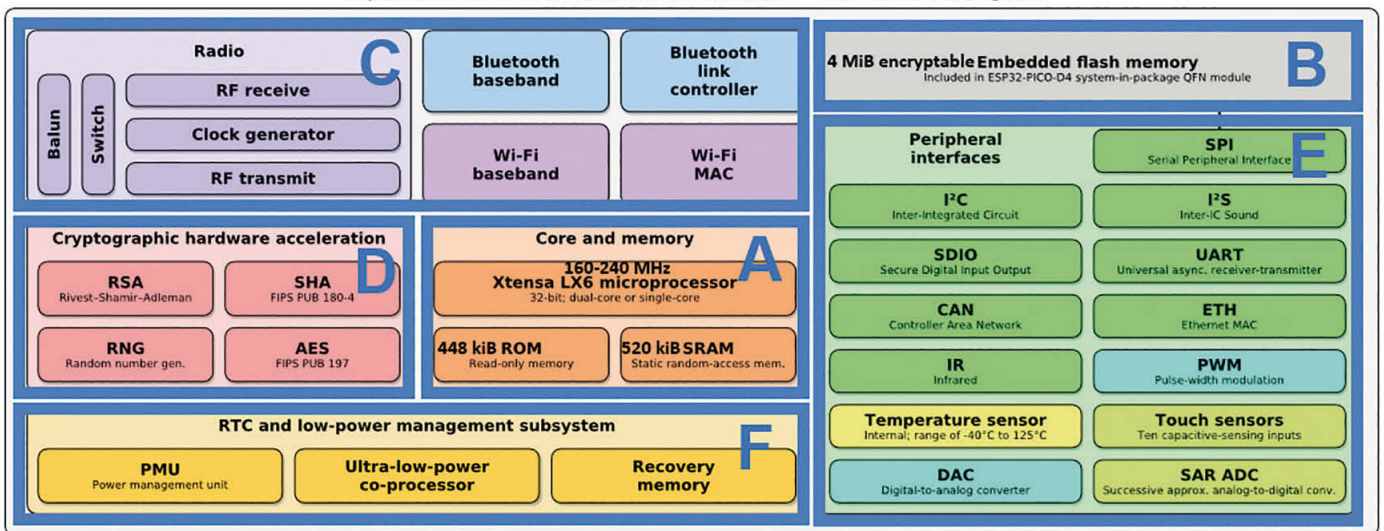 Radio
C
Balun
Switch
RF receive
Clock generator
RF transmit
Bluetooth
baseband
Bluetooth
link
controller
Wi-Fi
baseband
Wi-Fi
MAC
4 MiB encryptable Embedded flash memory
Included in ESP32-PICO-D4 system-in-package QFN module
B
Cryptographic hardware acceleration
D
RSA
Rivest–Shamir–Adleman
SHA
FIPS PUB 180-4
RNG
Random number gen.
AES
FIPS PUB 197
Core and memory
A
160-240 MHz
Xtensa LX6 microprocessor
32-bit; dual-core or single-core
448 kiB ROM
Read-only memory
520 kiB SRAM
Static random-access mem.
Peripheral
interfaces
E
SPI
Serial Peripheral Interface
I²C
Inter-Integrated Circuit
I²S
Inter-IC Sound
SDIO
Secure Digital Input Output
UART
Universal async. receiver-transmitter
CAN
Controller Area Network
ETH
Ethernet MAC
IR
Infrared
PWM
Pulse-width modulation
Temperature sensor
Internal; range of -40°C to 125°C
Touch sensors
Ten capacitive-sensing inputs
DAC
Digital-to-analog converter
SAR ADC
Successive approx. analog-to-digital conv.
RTC and low-power management subsystem
F
PMU
Power management unit
Ultra-low-power
co-processor
Recovery
memory